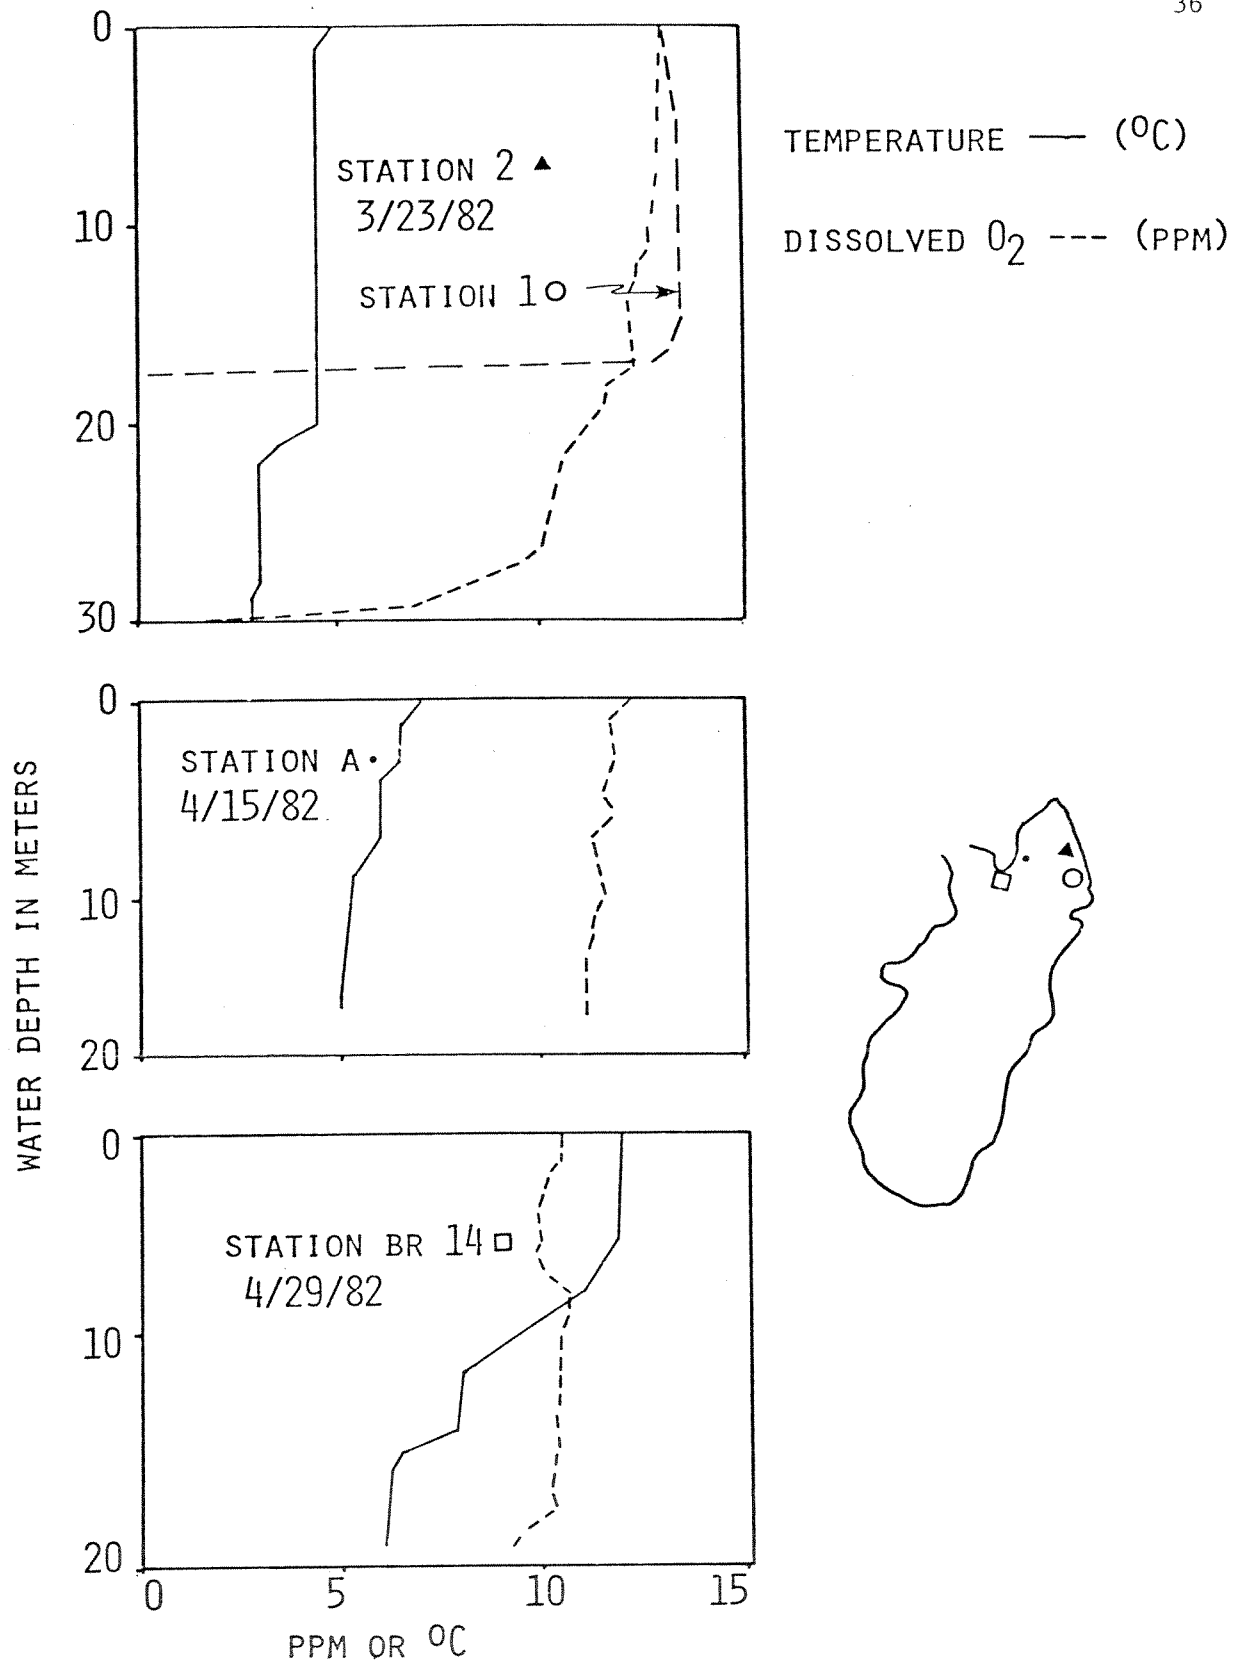 36
0
TEMPERATURE — (°C)
STATION 2 ▲
3/23/82
10
DISSOLVED O₂ --- (PPM)
STATION 1 ○
20
30
0
STATION A •
4/15/82
10
20
WATER DEPTH IN METERS
0
STATION BR 14 □
4/29/82
10
20
0 5 10 15
PPM OR °C